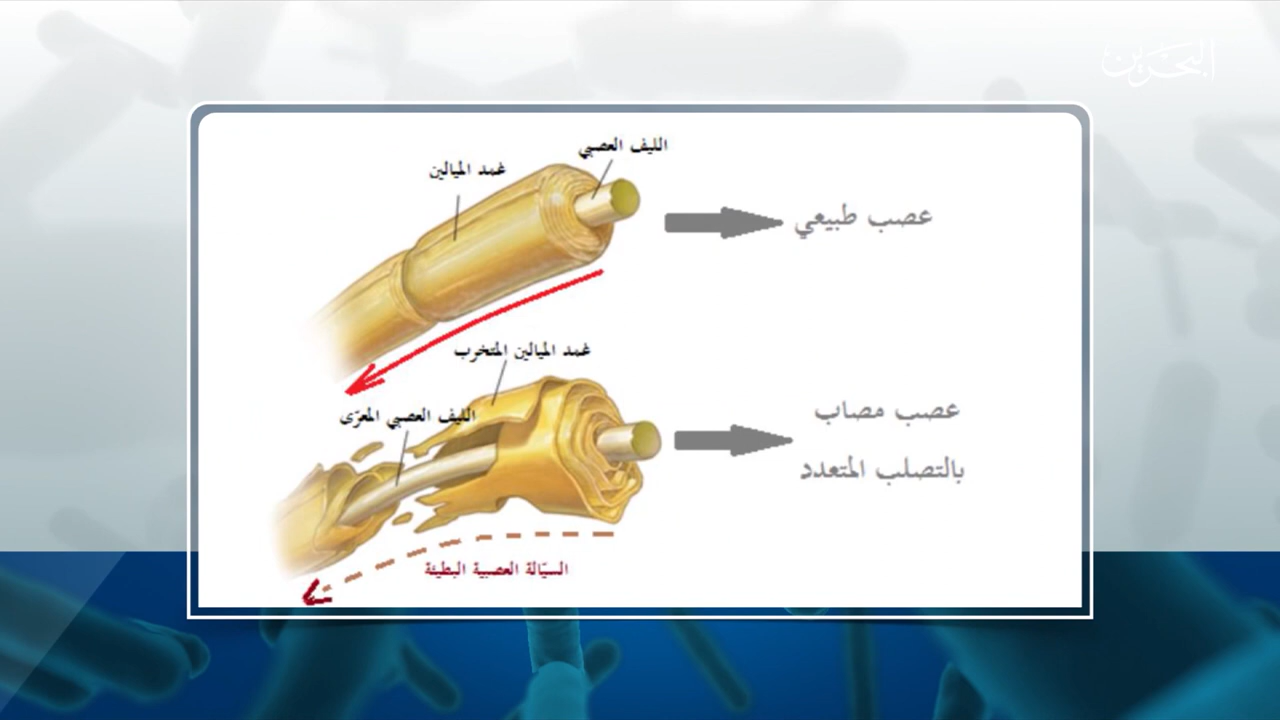 البحرين
الليف العصبي
غمد الميالين
عصب طبيعي
غمد الميالين المتخرب
الليف العصبي المعرّى
عصب مصاب
بالتصلب المتعدد
السيّالة العصبية البطيئة